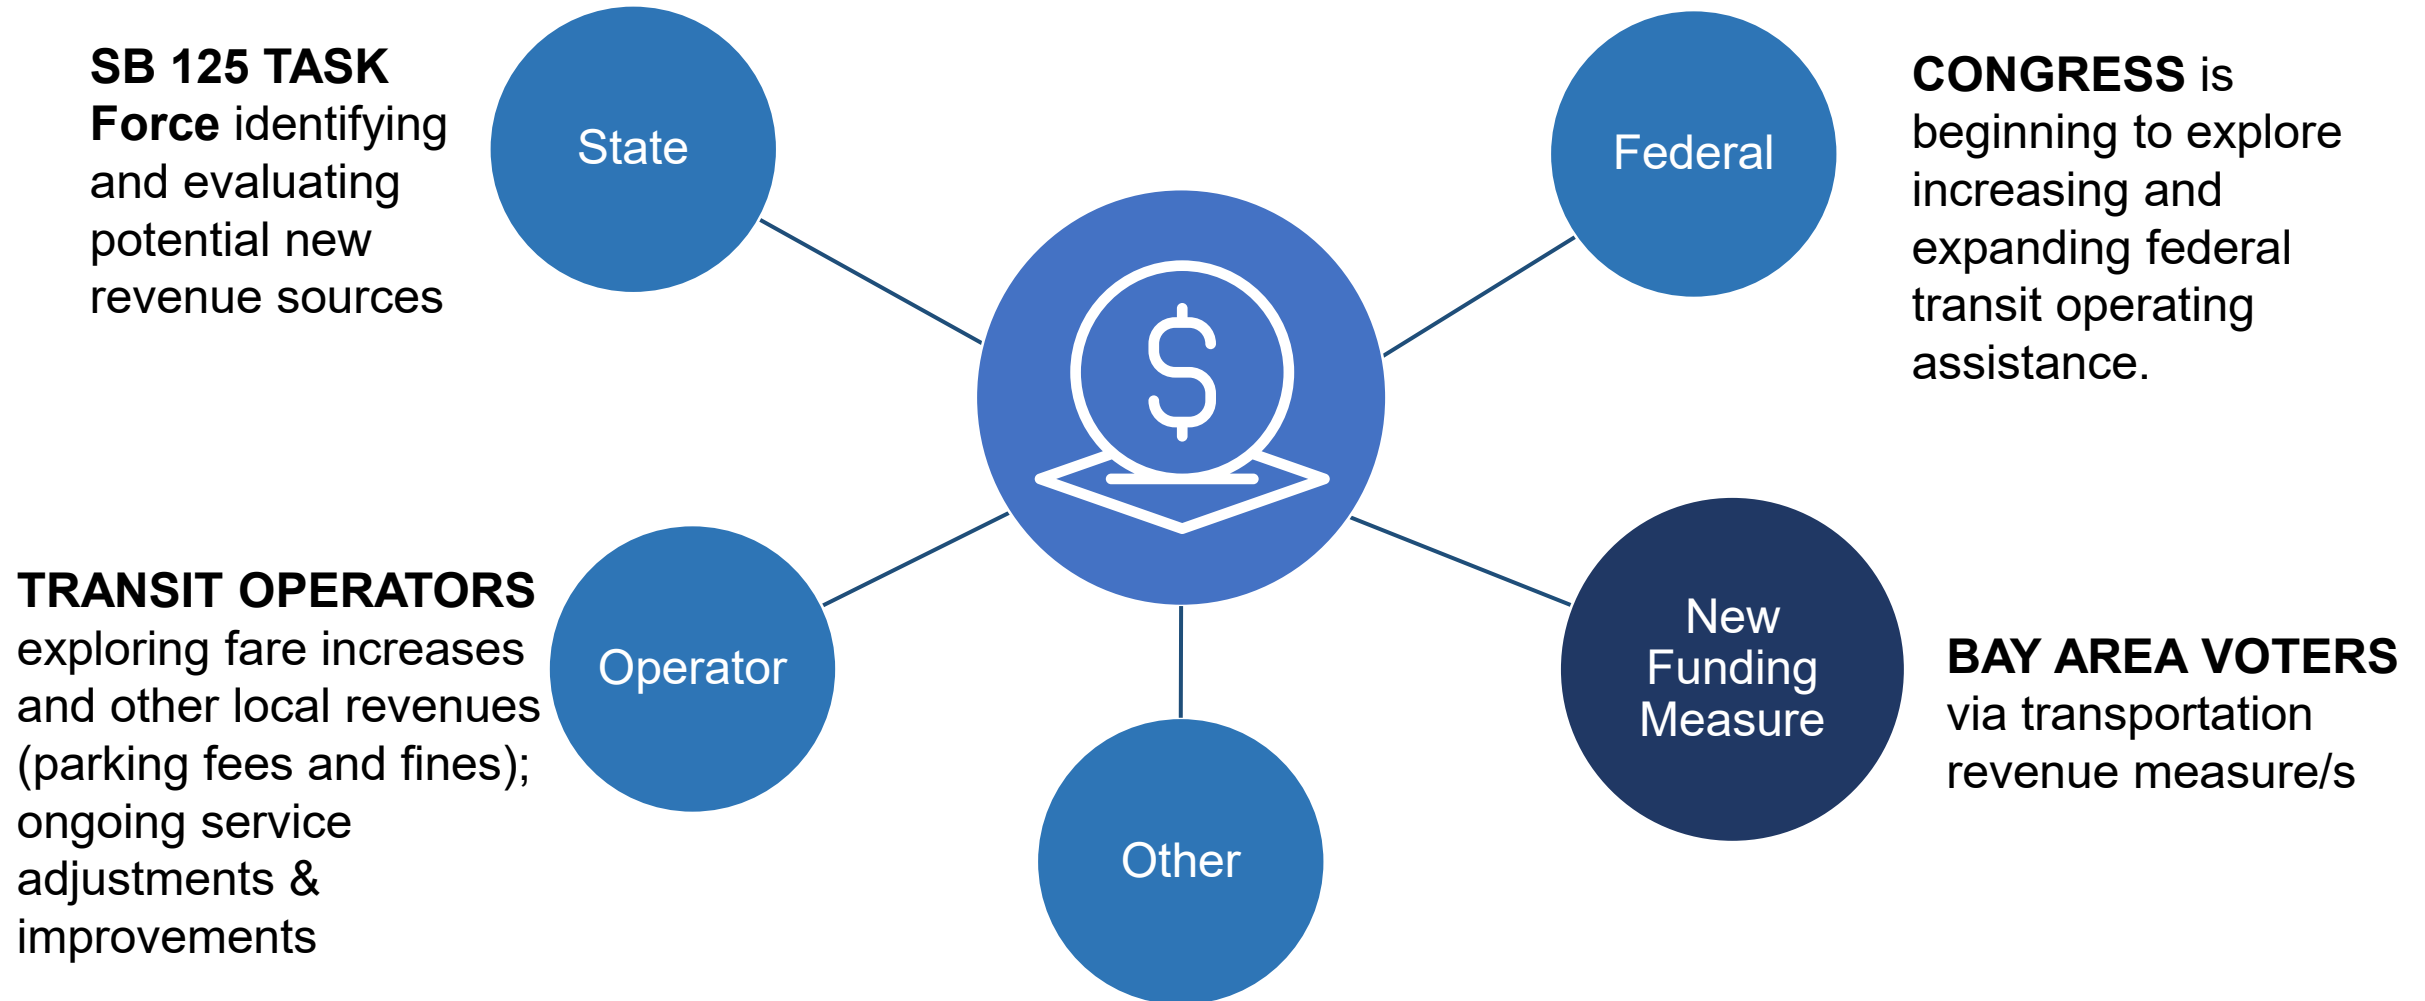 SB 125 TASK
Force identifying
and evaluating
potential new
revenue sources
State
Federal
CONGRESS is
beginning to explore
increasing and
expanding federal
transit operating
assistance.
$
TRANSIT OPERATORS
exploring fare increases
and other local revenues
(parking fees and fines);
ongoing service
adjustments &
improvements
Operator
Other
New
Funding
Measure
BAY AREA VOTERS
via transportation
revenue measure/s